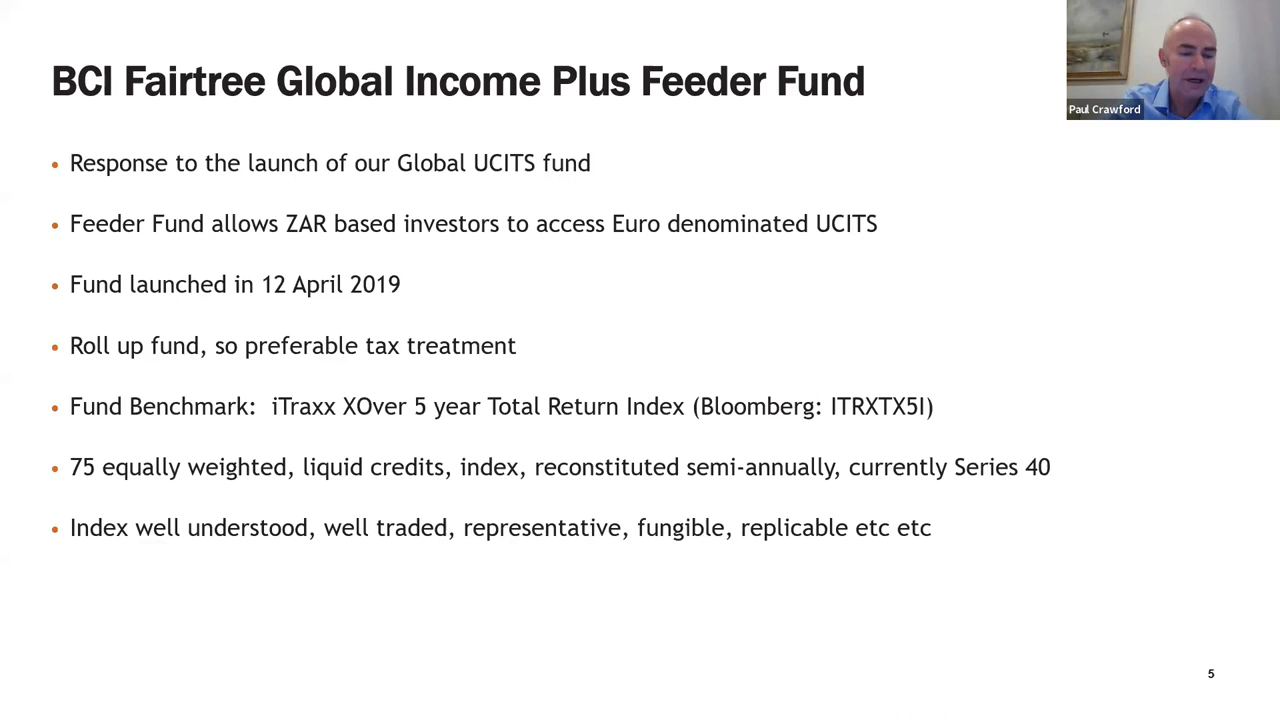 BCI Fairtree Global Income Plus Feeder Fund
Paul Crawford
• Response to the launch of our Global UCITS fund
• Feeder Fund allows ZAR based investors to access Euro denominated UCITS
• Fund launched in 12 April 2019
• Roll up fund, so preferable tax treatment
• Fund Benchmark:  iTraxx XOver 5 year Total Return Index (Bloomberg: ITRXTX5I)
• 75 equally weighted, liquid credits, index, reconstituted semi-annually, currently Series 40
• Index well understood, well traded, representative, fungible, replicable etc etc
5